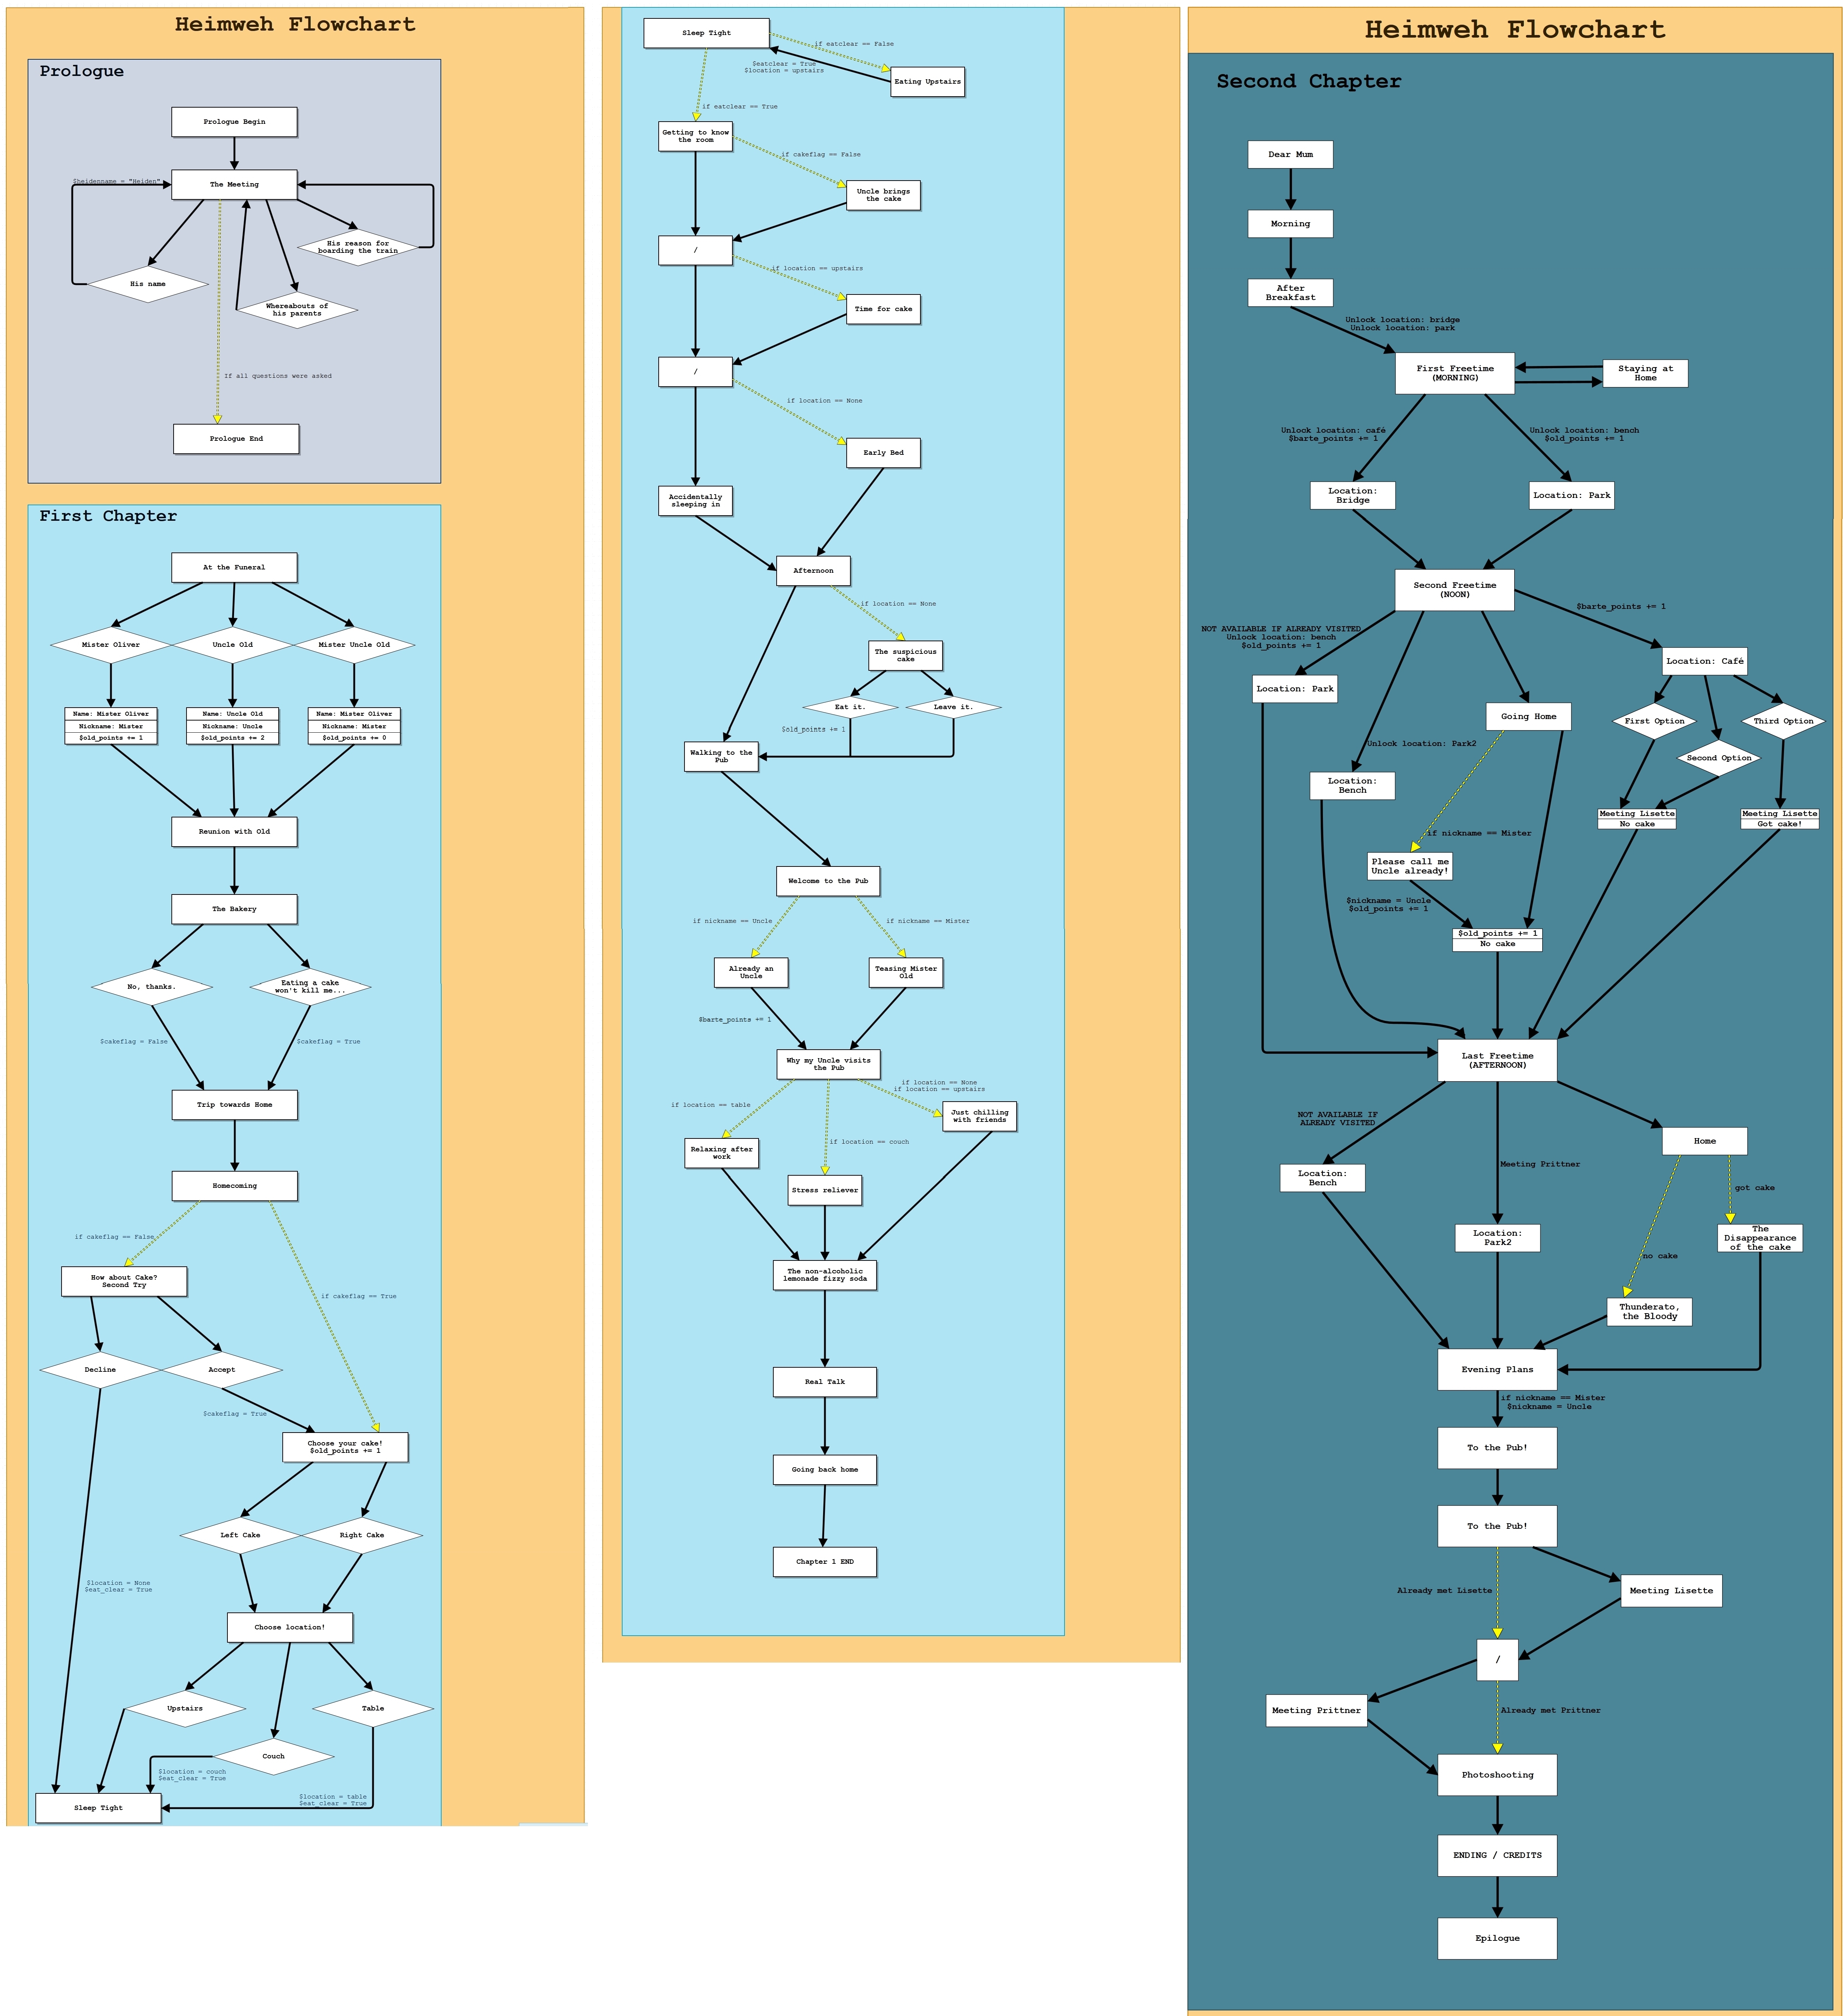 Heimweh Flowchart
Prologue
Prologue Begin
$heidenname = "Heiden"
The Meeting
His reason for
boarding the train
His name
Whereabouts of
his parents
If all questions were asked
Prologue End
First Chapter
At the Funeral
Mister Oliver
Uncle Old
Mister Uncle Old
Name: Mister Oliver
Nickname: Mister
$old_points += 1
Name: Uncle Old
Nickname: Uncle
$old_points += 2
Name: Mister Oliver
Nickname: Mister
$old_points += 0
Reunion with Old
The Bakery
No, thanks.
Eating a cake
won't kill me...
$cakeflag = False
$cakeflag = True
Trip towards Home
Homecoming
if cakeflag == False
How about Cake?
Second Try
if cakeflag == True
Decline
Accept
$cakeflag = True
Choose your cake!
$old_points += 1
Left Cake
Right Cake
$location = None
$eat_clear = True
Choose location!
Upstairs
Table
Couch
$location = couch
$eat_clear = True
$location = table
$eat_clear = True
Sleep Tight
Sleep Tight
if eatclear == False
$eatclear = True
$location = upstairs
Eating Upstairs
if eatclear == True
Getting to know
the room
if cakeflag == False
Uncle brings
the cake
/
if location == upstairs
Time for cake
/
if location == None
Early Bed
Accidentally
sleeping in
Afternoon
if location == None
The suspicious
cake
Eat it.
Leave it.
$old_points += 1
Walking to the
Pub
Welcome to the Pub
if nickname == Uncle
if nickname == Mister
Already an
Uncle
Teasing Mister
Old
$barte_points += 1
Why my Uncle visits
the Pub
if location == None
if location == upstairs
if location == table
Just chilling
with friends
if location == couch
Relaxing after
work
Stress reliever
The non-alcoholic
lemonade fizzy soda
Real Talk
Going back home
Chapter 1 END
Heimweh Flowchart
Second Chapter
Dear Mum
Morning
After
Breakfast
Unlock location: bridge
Unlock location: park
First Freetime
(MORNING)
Staying at
Home
Unlock location: café
$barte_points += 1
Unlock location: bench
$old_points += 1
Location:
Bridge
Location: Park
Second Freetime
(NOON)
$barte_points += 1
NOT AVAILABLE IF ALREADY VISITED
Unlock location: bench
$old_points += 1
Location: Café
Location: Park
Going Home
First Option
Third Option
Unlock location: Park2
Second Option
Location:
Bench
Meeting Lisette
No cake
Meeting Lisette
Got cake!
if nickname == Mister
Please call me
Uncle already!
$nickname = Uncle
$old_points += 1
$old_points += 1
No cake
Last Freetime
(AFTERNOON)
NOT AVAILABLE IF
ALREADY VISITED
Home
Meeting Prittner
Location:
Bench
got cake
Location:
Park2
The
Disappearance
of the cake
no cake
Thunderato,
the Bloody
Evening Plans
if nickname == Mister
$nickname = Uncle
To the Pub!
To the Pub!
Already met Lisette
Meeting Lisette
/
Meeting Prittner
Already met Prittner
Photoshooting
ENDING / CREDITS
Epilogue